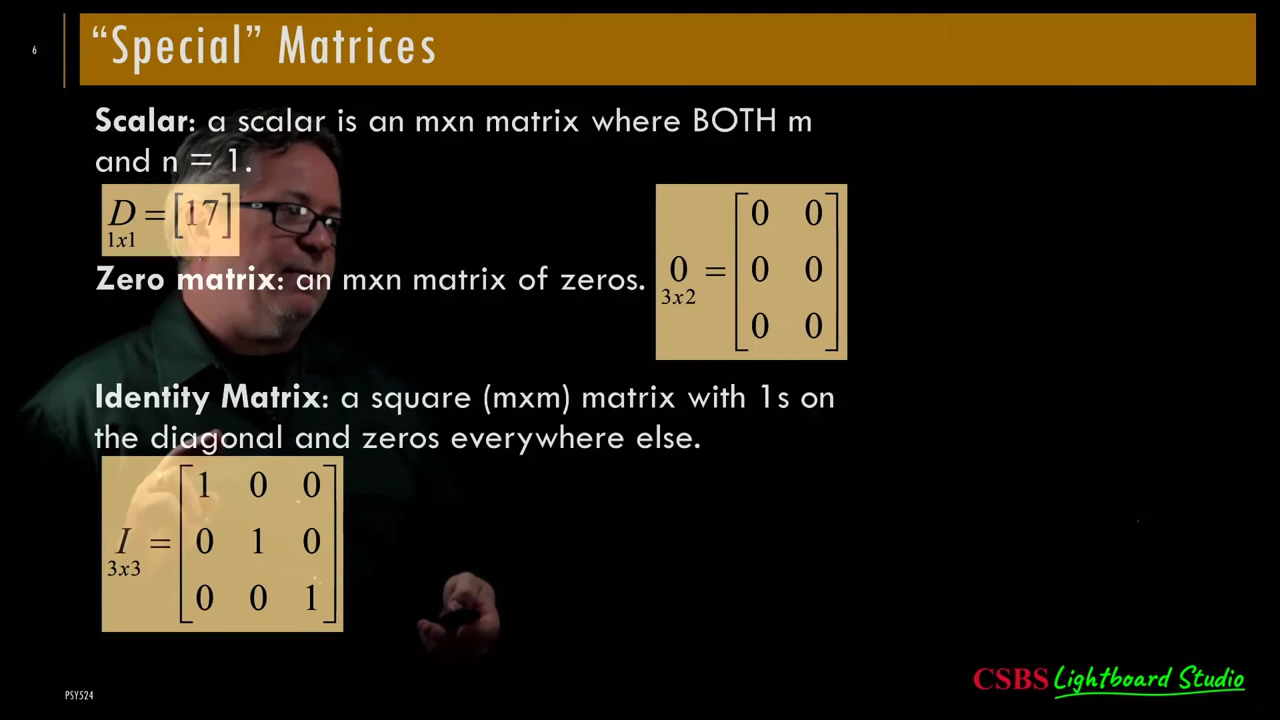 6
“Special” Matrices
Scalar: a scalar is an mxn matrix where BOTH m
and n = 1.
D = [17]
1x1
Zero matrix: an mxn matrix of zeros.
0 0
0 = 0 0
3x2
0 0
Identity Matrix: a square (mxm) matrix with 1s on
the diagonal and zeros everywhere else.
1 0 0
I = 0 1 0
3x3
0 0 1
PSY524
CSBS Lightboard Studio